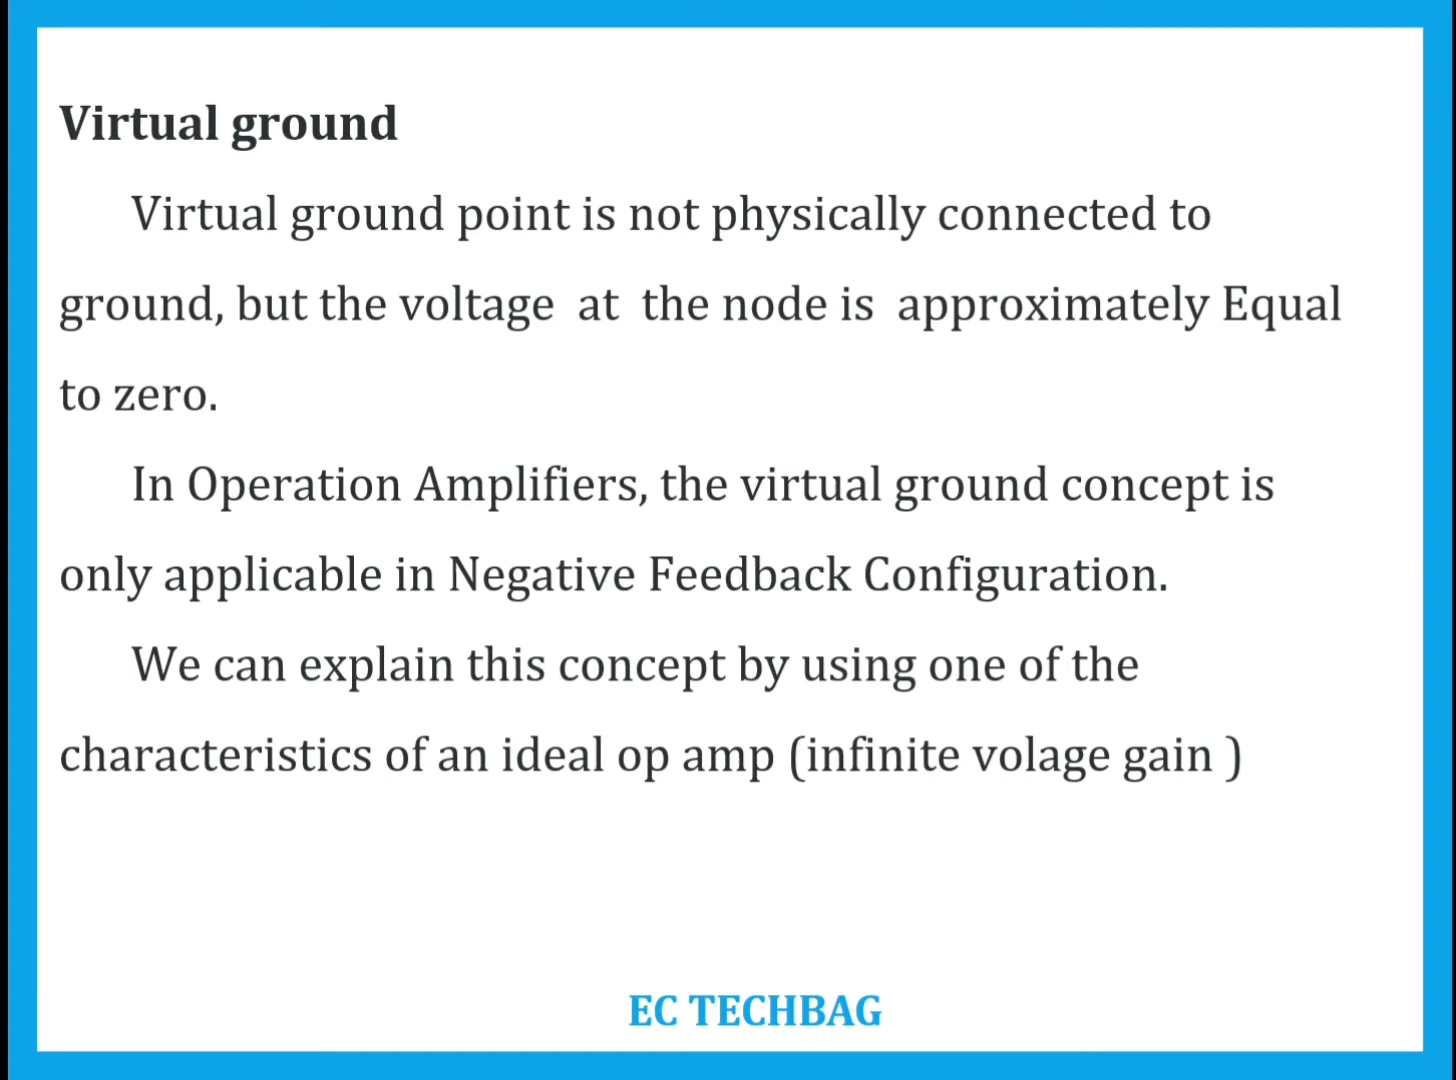 Virtual ground
Virtual ground point is not physically connected to
ground, but the voltage at the node is approximately Equal
to zero.
In Operation Amplifiers, the virtual ground concept is
only applicable in Negative Feedback Configuration.
We can explain this concept by using one of the
characteristics of an ideal op amp (infinite volage gain )
EC TECHBAG